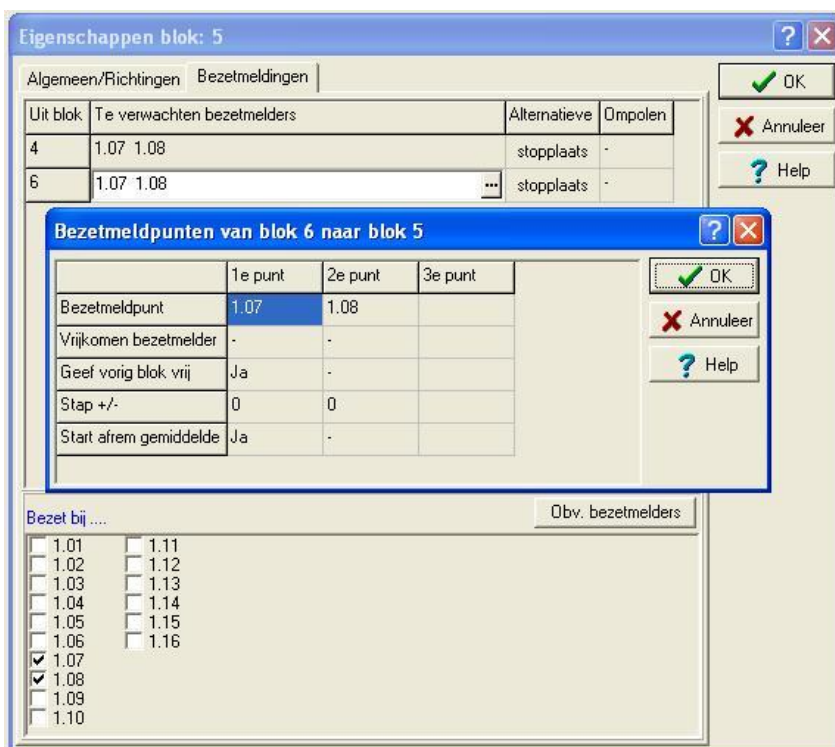 Eigenschappen blok: 5
Algemeen/Richtingen Bezetmeldingen
OK
Annuleer
Help
Uit blok Te verwachten bezetmelders Alternatieve Ompolen
4 1.07 1.08 stopplaats -
6 1.07 1.08 ... stopplaats -
Bezetmeldpunten van blok 6 naar blok 5
1e punt 2e punt 3e punt
Bezetmeldpunt 1.07 1.08
Vrijkomen bezetmelder - -
Geef vorig blok vrij Ja -
Stap +/- 0 0
Start afrem gemiddelde Ja -
OK
Annuleer
Help
Bezet bij ....
Obv. bezetmelders
1.01 1.11
1.02 1.12
1.03 1.13
1.04 1.14
1.05 1.15
1.06 1.16
1.07
1.08
1.09
1.10